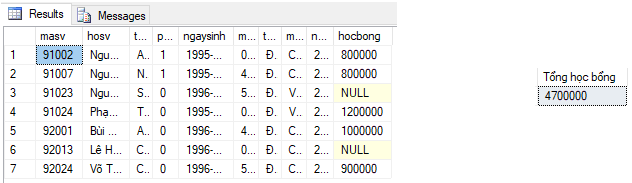 Results Messages
masv hosv t... p... ngaysinh m... t... m... n... hocbong
1 91002 Ngu... A... 1 1995-... 0... Đ... C... 2... 800000
2 91007 Ngu... N... 1 1995-... 4... Đ... C... 2... 800000
3 91023 Ngu... S... 0 1996-... 5... Đ... V... 2... NULL
4 91024 Phạ... T... 0 1995-... 0... Đ... V... 2... 1200000
5 92001 Bùi ... A... 0 1996-... 4... Đ... C... 2... 1000000
6 92013 Lê H... C... 0 1996-... 0... Đ... C... 2... NULL
7 92024 Võ T... C... 0 1996-... 5... Đ... C... 2... 900000
Tổng học bổng
4700000